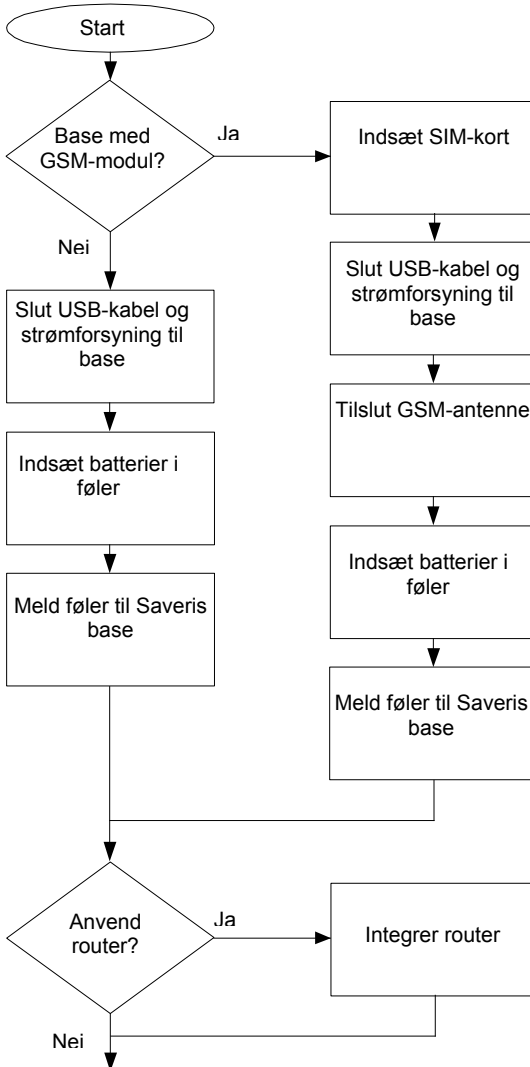 Start
Base med
GSM-modul?
Ja
Indsæt SIM-kort
Nei
Slut USB-kabel og
strømforsyning til
base
Slut USB-kabel og
strømforsyning til
base
Tilslut GSM-antenne
Indsæt batterier i
føler
Indsæt batterier i
føler
Meld føler til Saveris
base
Meld føler til Saveris
base
Anvend
router?
Ja
Integrer router
Nei